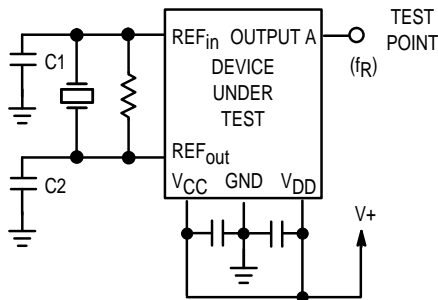 REFin OUTPUT A
TEST
POINT
(fR)
C1
DEVICE
UNDER
TEST
REFout
C2
VCC GND VDD
V+